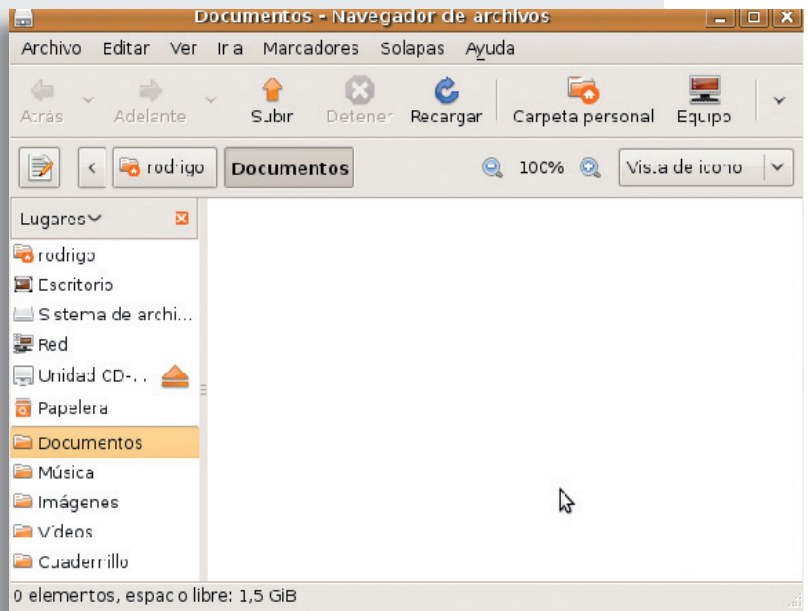 Documentos - Navegador de archivos
Archivo Editar Ver Ir a Marcadores Solapas Ayuda
Atrás Adelante Subir Detener Recargar Carpeta personal Equipo
rodrigo Documentos 100% Vista de icono
Lugares
rodrigo
Escritorio
Sistema de archi...
Red
Unidad CD-...
Papelera
Documentos
Música
Imágenes
Vídeos
Cuadernillo
0 elementos, espacio libre: 1,5 GiB